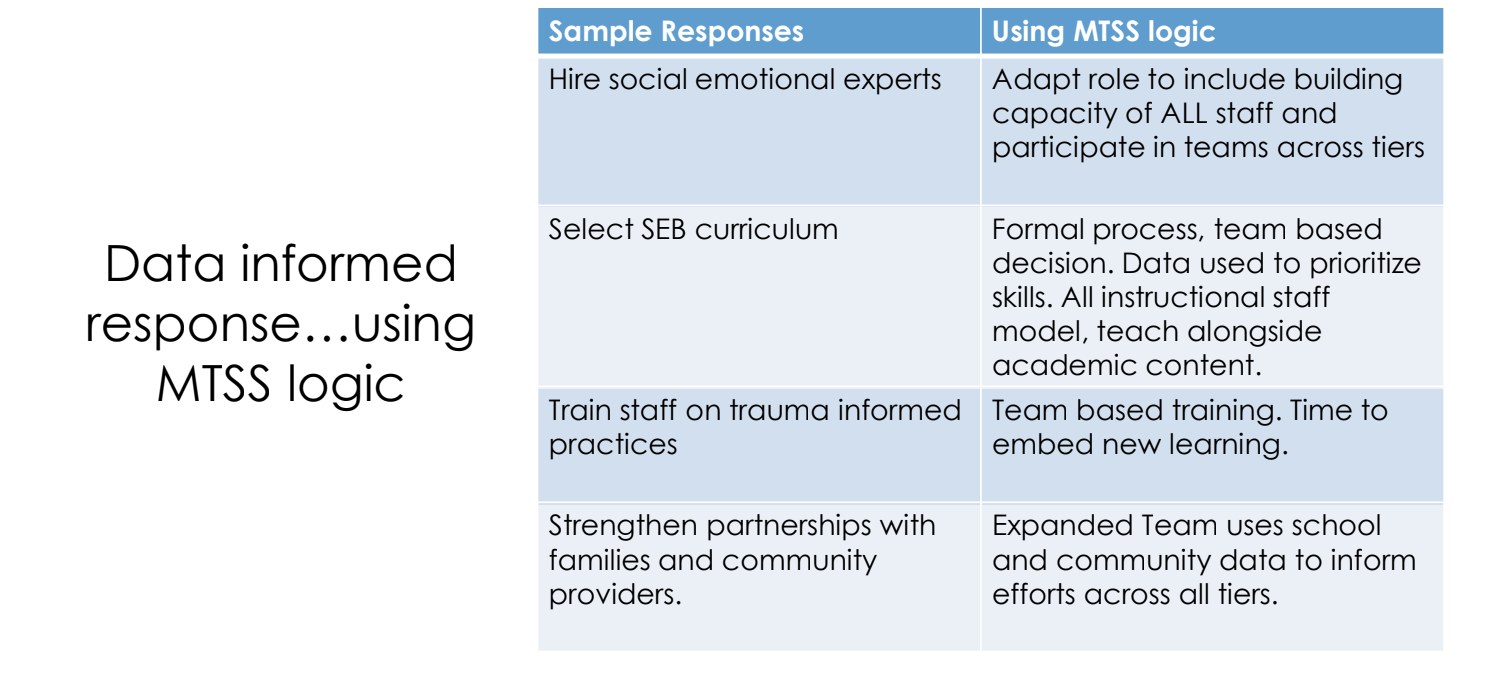 Data informed
response…using
MTSS logic
Sample Responses
Using MTSS logic
Hire social emotional experts
Adapt role to include building
capacity of ALL staff and
participate in teams across tiers
Select SEB curriculum
Formal process, team based
decision. Data used to prioritize
skills. All instructional staff
model, teach alongside
academic content.
Train staff on trauma informed
practices
Team based training. Time to
embed new learning.
Strengthen partnerships with
families and community
providers.
Expanded Team uses school
and community data to inform
efforts across all tiers.